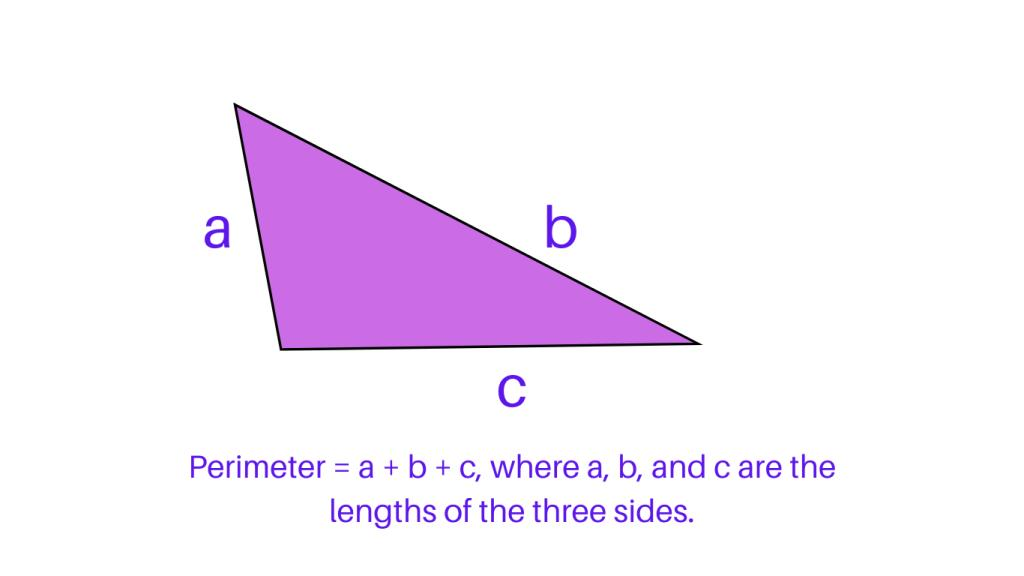 a
b
c
Perimeter = a + b + c, where a, b, and c are the
lengths of the three sides.